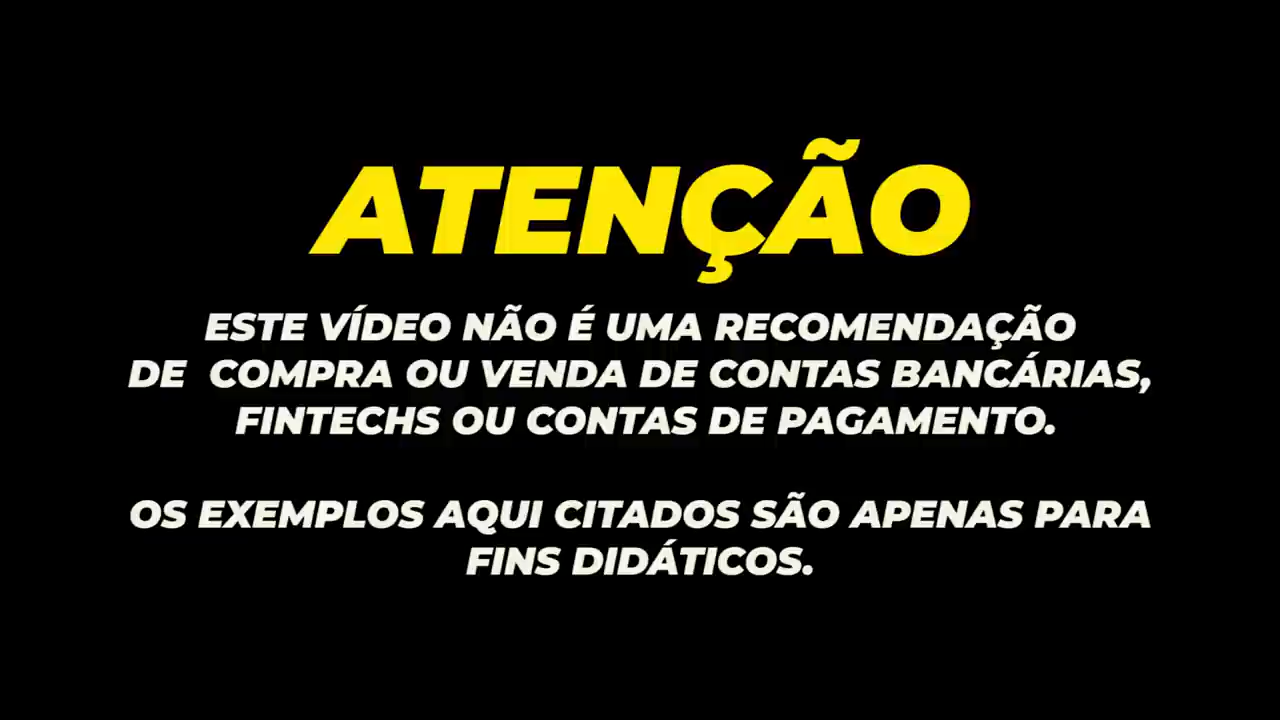 ATENÇÃO
ESTE VÍDEO NÃO É UMA RECOMENDAÇÃO
DE COMPRA OU VENDA DE CONTAS BANCÁRIAS,
FINTECHS OU CONTAS DE PAGAMENTO.
OS EXEMPLOS AQUI CITADOS SÃO APENAS PARA
FINS DIDÁTICOS.